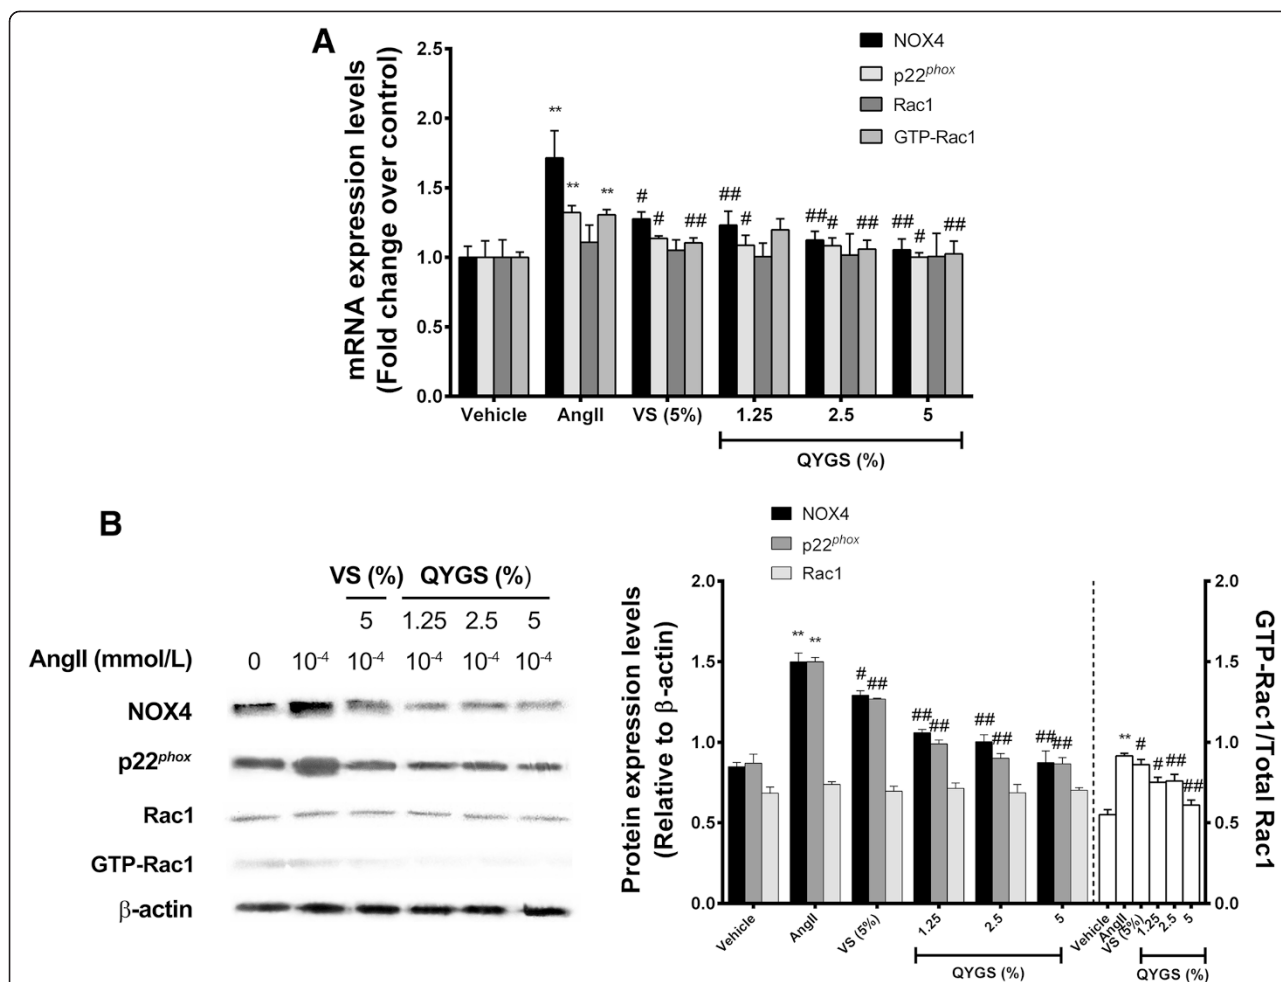 A
mRNA expression levels
(Fold change over control)
2.5
2.0
1.5
1.0
0.5
0.0
NOX4
p22phox
Rac1
GTP-Rac1
** ** **
# # ##
## #
## # ##
## # ##
Vehicle AngII VS (5%) 1.25 2.5 5
QYGS (%)
B
VS (%) QYGS (%)
5 1.25 2.5 5
AngII (mmol/L) 0 10-4 10-4 10-4 10-4 10-4
NOX4
p22phox
Rac1
GTP-Rac1
β-actin
NOX4
p22phox
Rac1
Protein expression levels
(Relative to β-actin)
2.0
1.5
1.0
0.5
0.0
** **
# ##
## ##
## ##
## ##
** # # ## ##
Vehicle AngII VS (5%) 1.25 2.5 5
QYGS (%)
Vehicle AngII VS (5%) 1.25 2.5 5
QYGS (%)
2.0
1.5
1.0
0.5
0.0
GTP-Rac1/Total Rac1